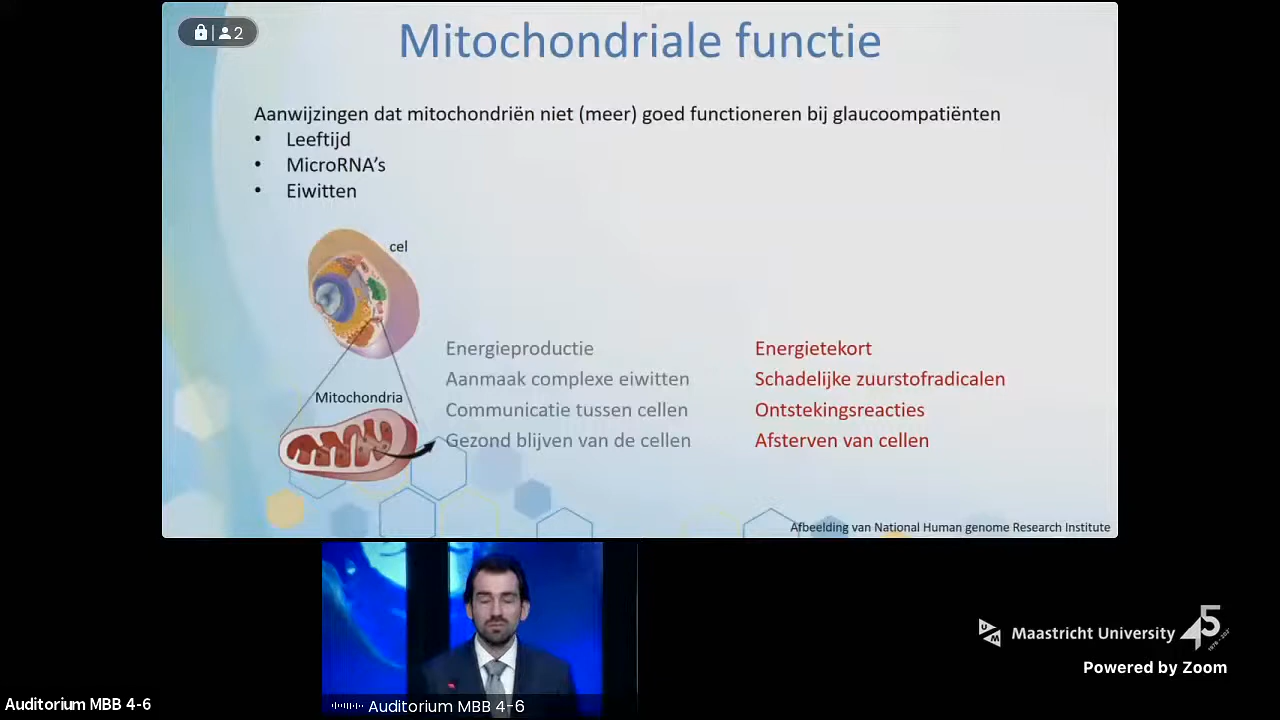 2
Mitochondriale functie
Aanwijzingen dat mitochondriën niet (meer) goed functioneren bij glaucoompatiënten
• Leeftijd
• MicroRNA’s
• Eiwitten
cel
Mitochondria
Energieproductie
Aanmaak complexe eiwitten
Communicatie tussen cellen
Gezond blijven van de cellen
Energietekort
Schadelijke zuurstofradicalen
Ontstekingsreacties
Afsterven van cellen
Afbeelding van National Human genome Research Institute
Maastricht University
45
Powered by Zoom
Auditorium MBB 4-6
Auditorium MBB 4-6